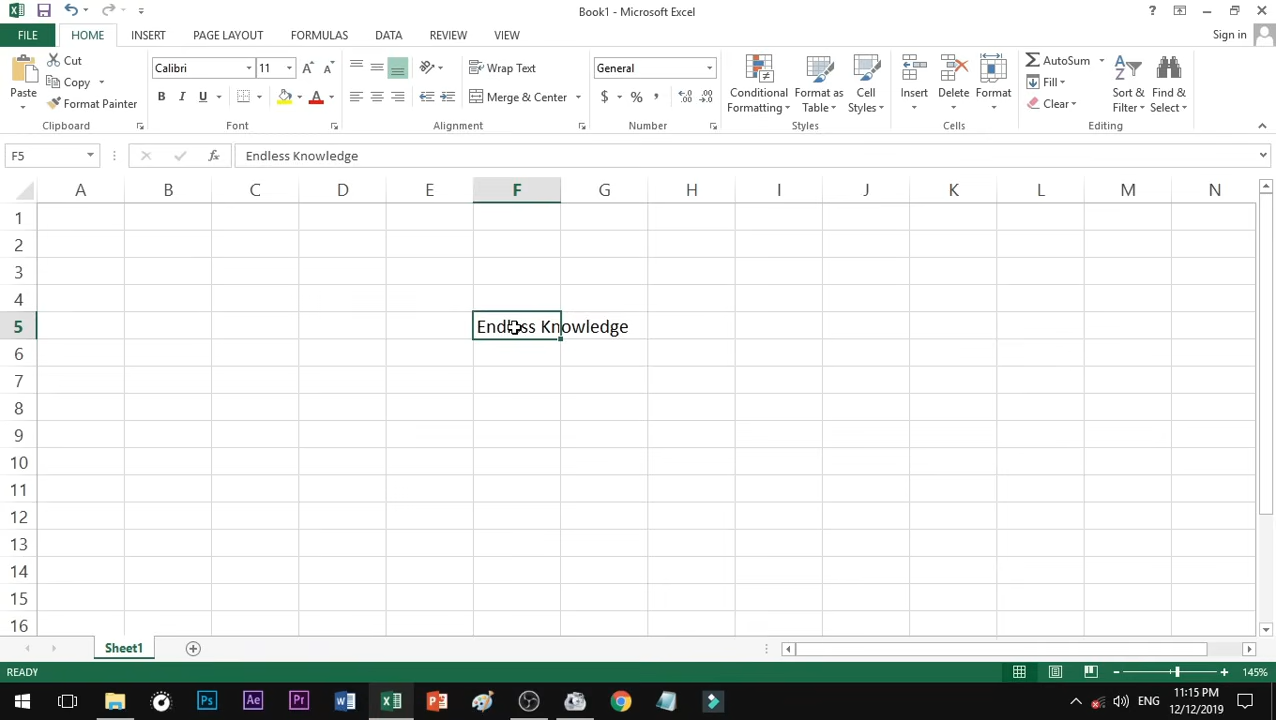 Book1 - Microsoft Excel
FILE HOME INSERT PAGE LAYOUT FORMULAS DATA REVIEW VIEW Sign in
Paste Cut Copy Format Painter Clipboard
Calibri 11 B I U A Font
Wrap Text Merge & Center Alignment
General $ % , Number
Conditional Formatting Format as Table Cell Styles Styles
Insert Delete Format Cells
AutoSum Fill Clear Sort & Filter Find & Select Editing
F5 fx Endless Knowledge
A B C D E F G H I J K L M N
1
2
3
4
5 Endless Knowledge
6
7
8
9
10
11
12
13
14
15
16
Sheet1
READY 145%
Ps Ae Pr ENG 11:15 PM
12/12/2019